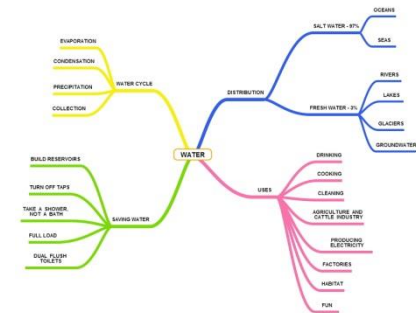 WATER
WATER CYCLE
EVAPORATION
CONDENSATION
PRECIPITATION
COLLECTION
SAVING WATER
BUILD RESERVOIRS
TURN OFF TAPS
TAKE A SHOWER,
NOT A BATH
FULL LOAD
DUAL FLUSH
TOILETS
DISTRIBUTION
SALT WATER - 97%
OCEANS
SEAS
FRESH WATER - 3%
RIVERS
LAKES
GLACIERS
GROUNDWATER
USES
DRINKING
COOKING
CLEANING
AGRICULTURE AND
CATTLE INDUSTRY
PRODUCING
ELECTRICITY
FACTORIES
HABITAT
FUN